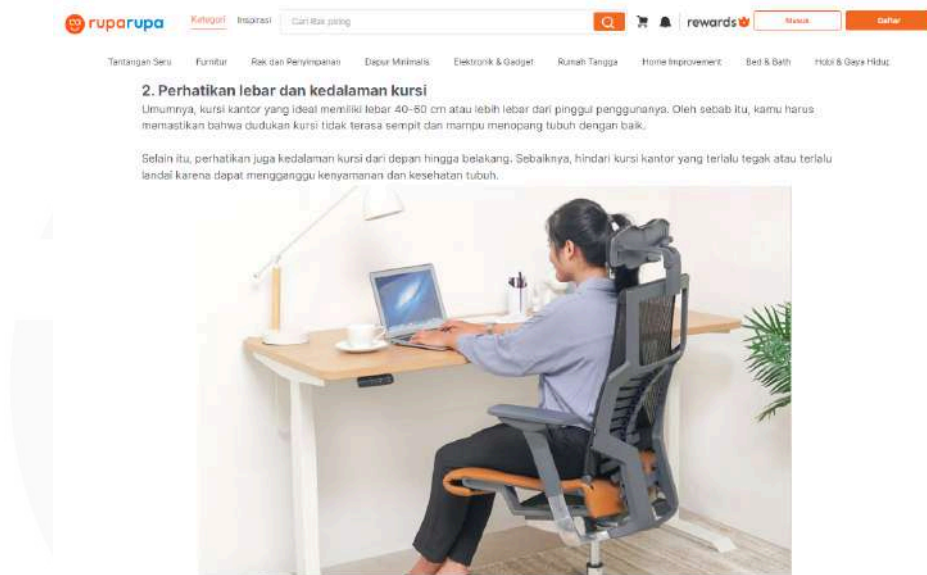 ruparupa
Kategori Inspirasi Cari Rak piring rewards Masuk Daftar
Tantangan Seru Furnitur Rak dan Penyimpanan Dapur Minimalis Elektronik & Gadget Rumah Tangga Home Improvement Bed & Bath Hobi & Gaya Hidup
2. Perhatikan lebar dan kedalaman kursi
Umumnya, kursi kantor yang ideal memiliki lebar 40-60 cm atau lebih lebar dari pinggul penggunanya. Oleh sebab itu, kamu harus
memastikan bahwa dudukan kursi tidak terasa sempit dan mampu menopang tubuh dengan baik.
Selain itu, perhatikan juga kedalaman kursi dari depan hingga belakang. Sebaiknya, hindari kursi kantor yang terlalu tegak atau terlalu
landai karena dapat mengganggu kenyamanan dan kesehatan tubuh.